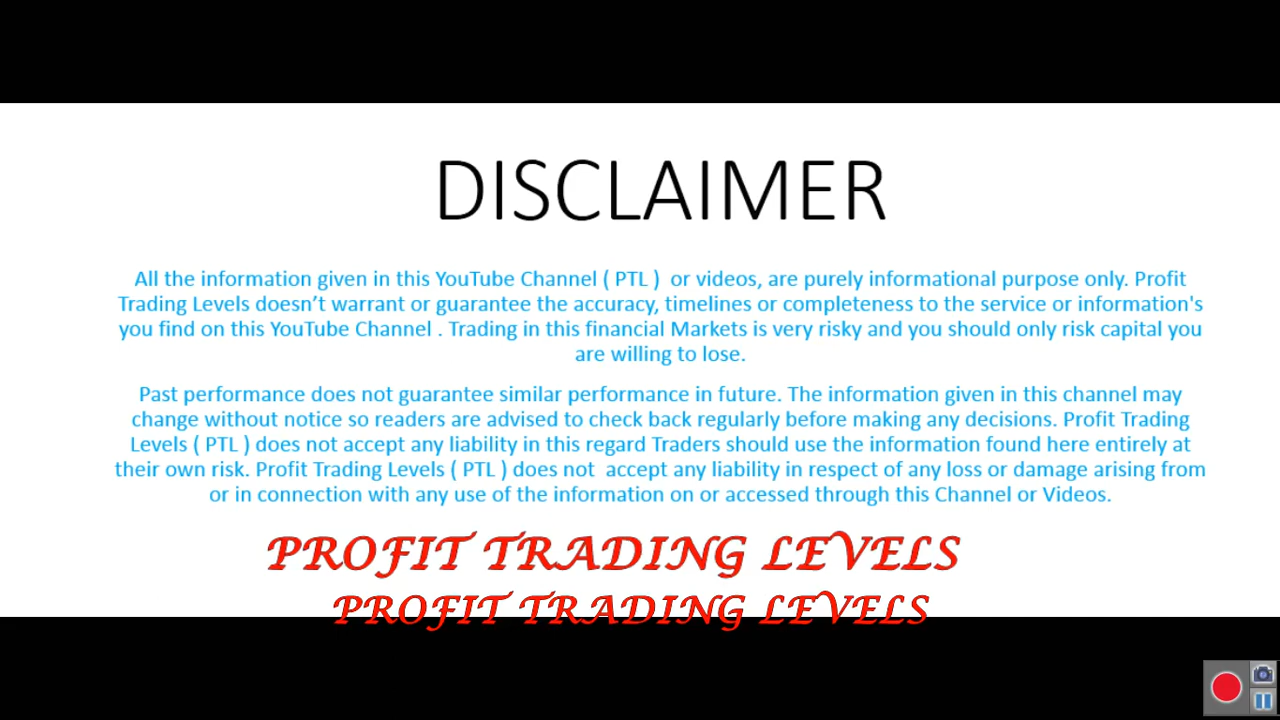 DISCLAIMER
All the information given in this YouTube Channel ( PTL )  or videos, are purely informational purpose only. Profit
Trading Levels doesn’t warrant or guarantee the accuracy, timelines or completeness to the service or information's
you find on this YouTube Channel . Trading in this financial Markets is very risky and you should only risk capital you
are willing to lose.
Past performance does not guarantee similar performance in future. The information given in this channel may
change without notice so readers are advised to check back regularly before making any decisions. Profit Trading
Levels ( PTL ) does not accept any liability in this regard Traders should use the information found here entirely at
their own risk. Profit Trading Levels ( PTL ) does not  accept any liability in respect of any loss or damage arising from
or in connection with any use of the information on or accessed through this Channel or Videos.
PROFIT TRADING LEVELS
PROFIT TRADING LEVELS